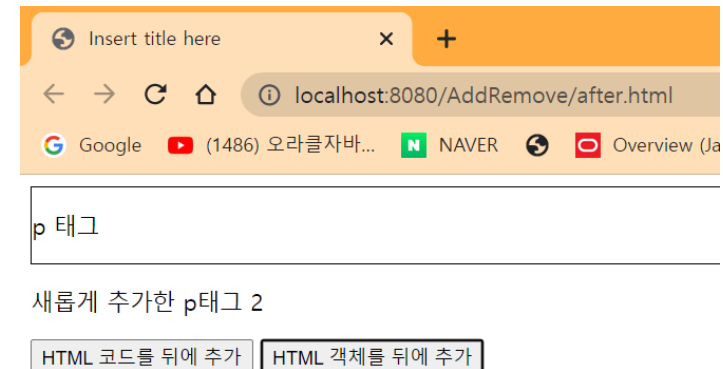 Insert title here
localhost:8080/AddRemove/after.html
Google (1486) 오라클자바... NAVER Overview (Ja
p 태그
새롭게 추가한 p태그 2
HTML 코드를 뒤에 추가 HTML 객체를 뒤에 추가